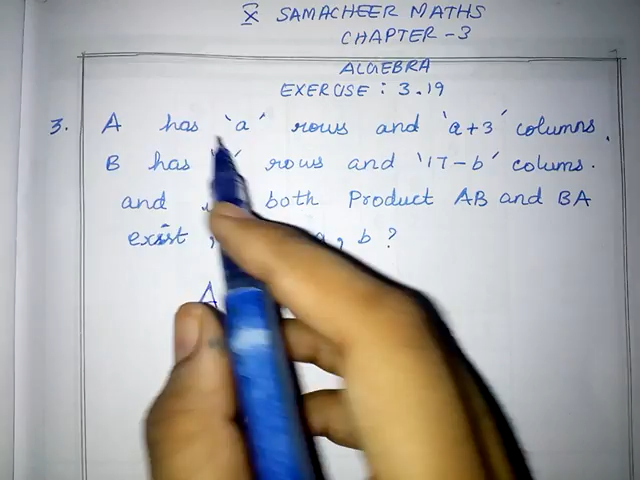 X SAMACHEER MATHS
CHAPTER -3
ALGEBRA
EXERCISE : 3.19
3. A has 'a' rows and 'a+3' columns.
B has rows and '17-b' colums.
and both Product AB and BA
exist, a, b ?
A